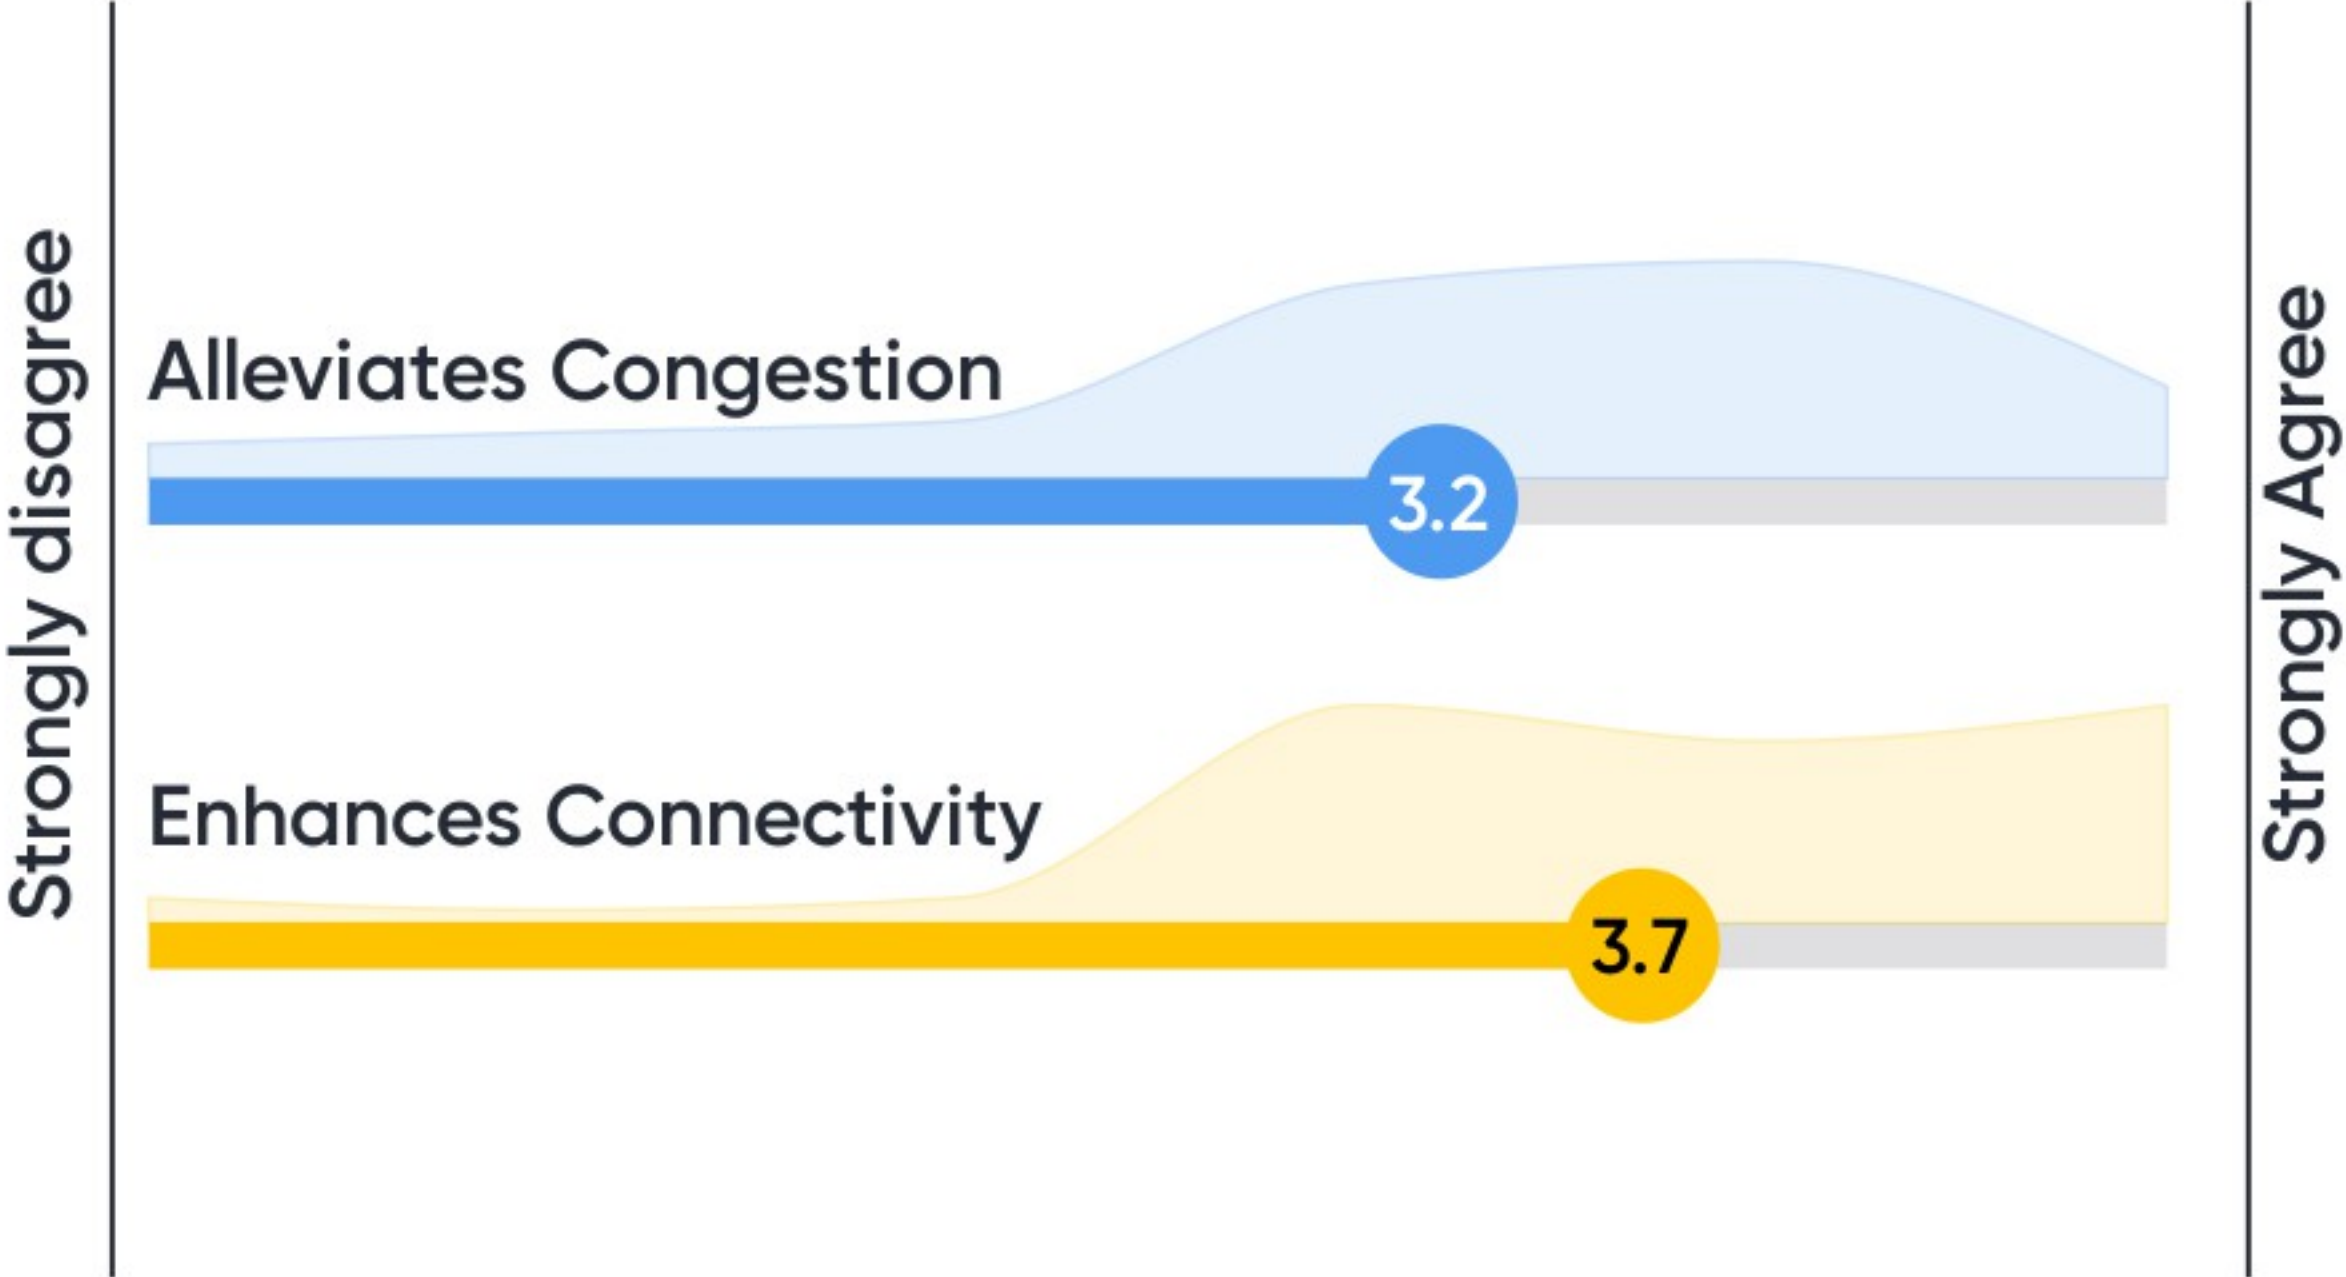 Strongly disagree
Alleviates Congestion
3.2
Enhances Connectivity
3.7
Strongly Agree